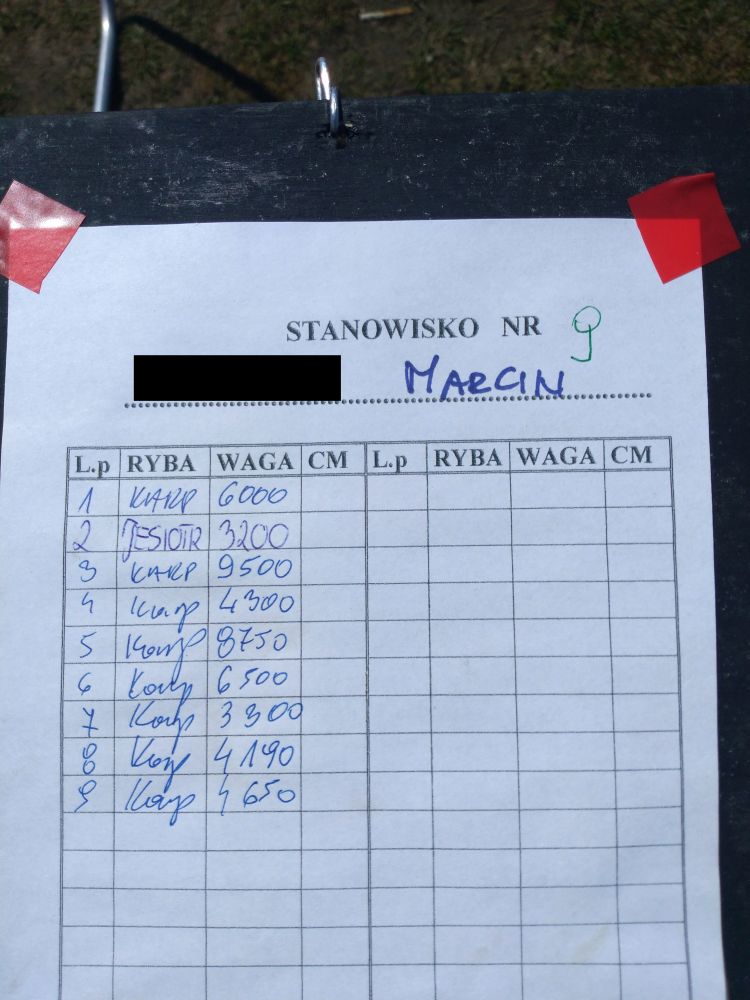 STANOWISKO NR 9
MARCIN
L.p RYBA WAGA CM L.p RYBA WAGA CM
1 KARP 6000
2 JESIOTR 3200
3 KARP 9500
4 Karp 4300
5 Karp 8750
6 Karp 6500
7 Karp 3300
8 Karp 4190
9 Karp 4650